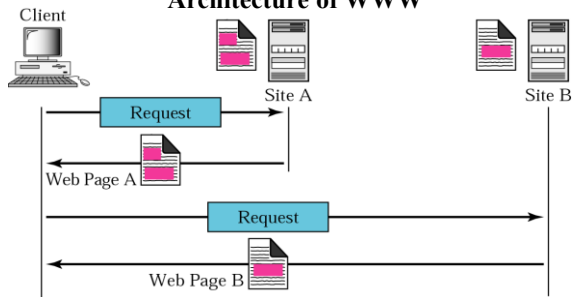 Architecture of WWW
Client
Site A
Site B
Request
Web Page A
Request
Web Page B